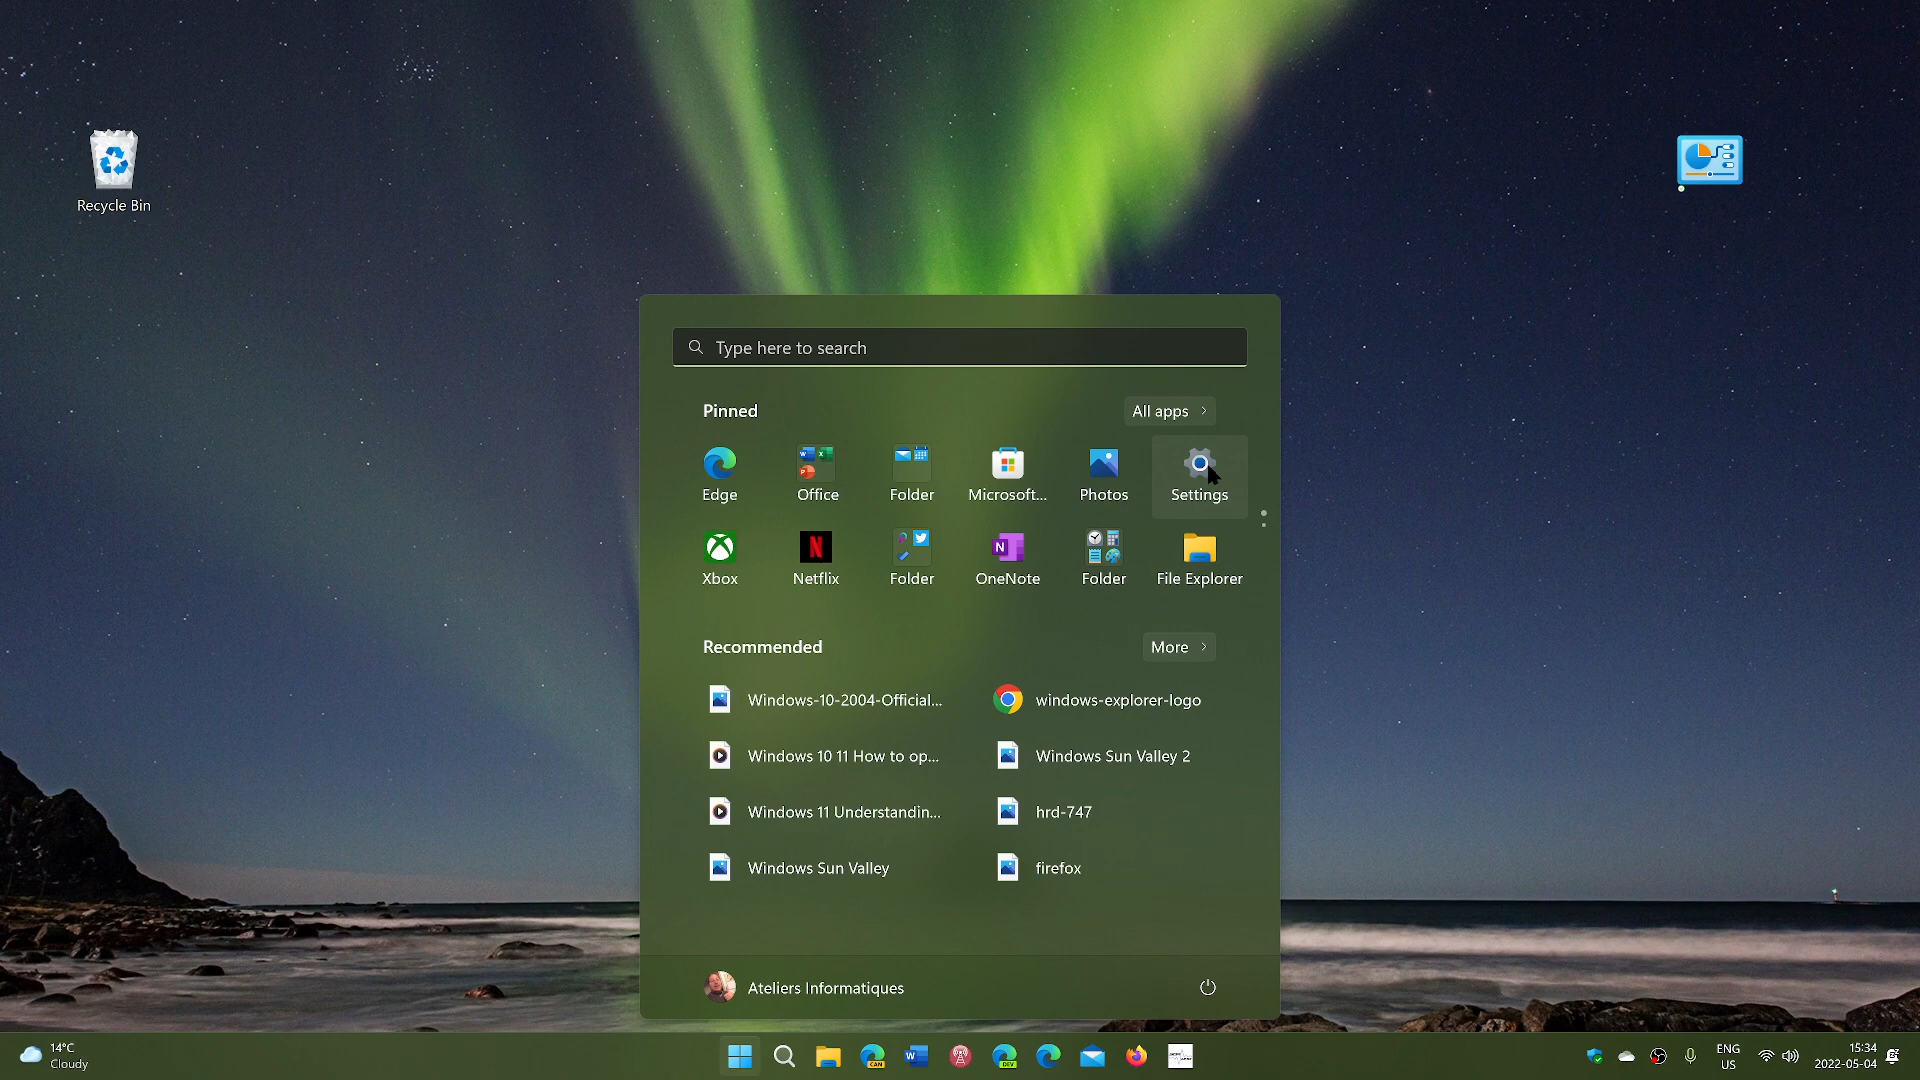 Recycle Bin
Type here to search
Pinned
All apps
Edge
Office
Folder
Microsoft...
Photos
Settings
Xbox
Netflix
Folder
OneNote
Folder
File Explorer
Recommended
More
Windows-10-2004-Official...
windows-explorer-logo
Windows 10 11 How to op...
Windows Sun Valley 2
Windows 11 Understandin...
hrd-747
Windows Sun Valley
firefox
Ateliers Informatiques
14°C
Cloudy
CAN
DEV
ENG
US
15:34
2022-05-04